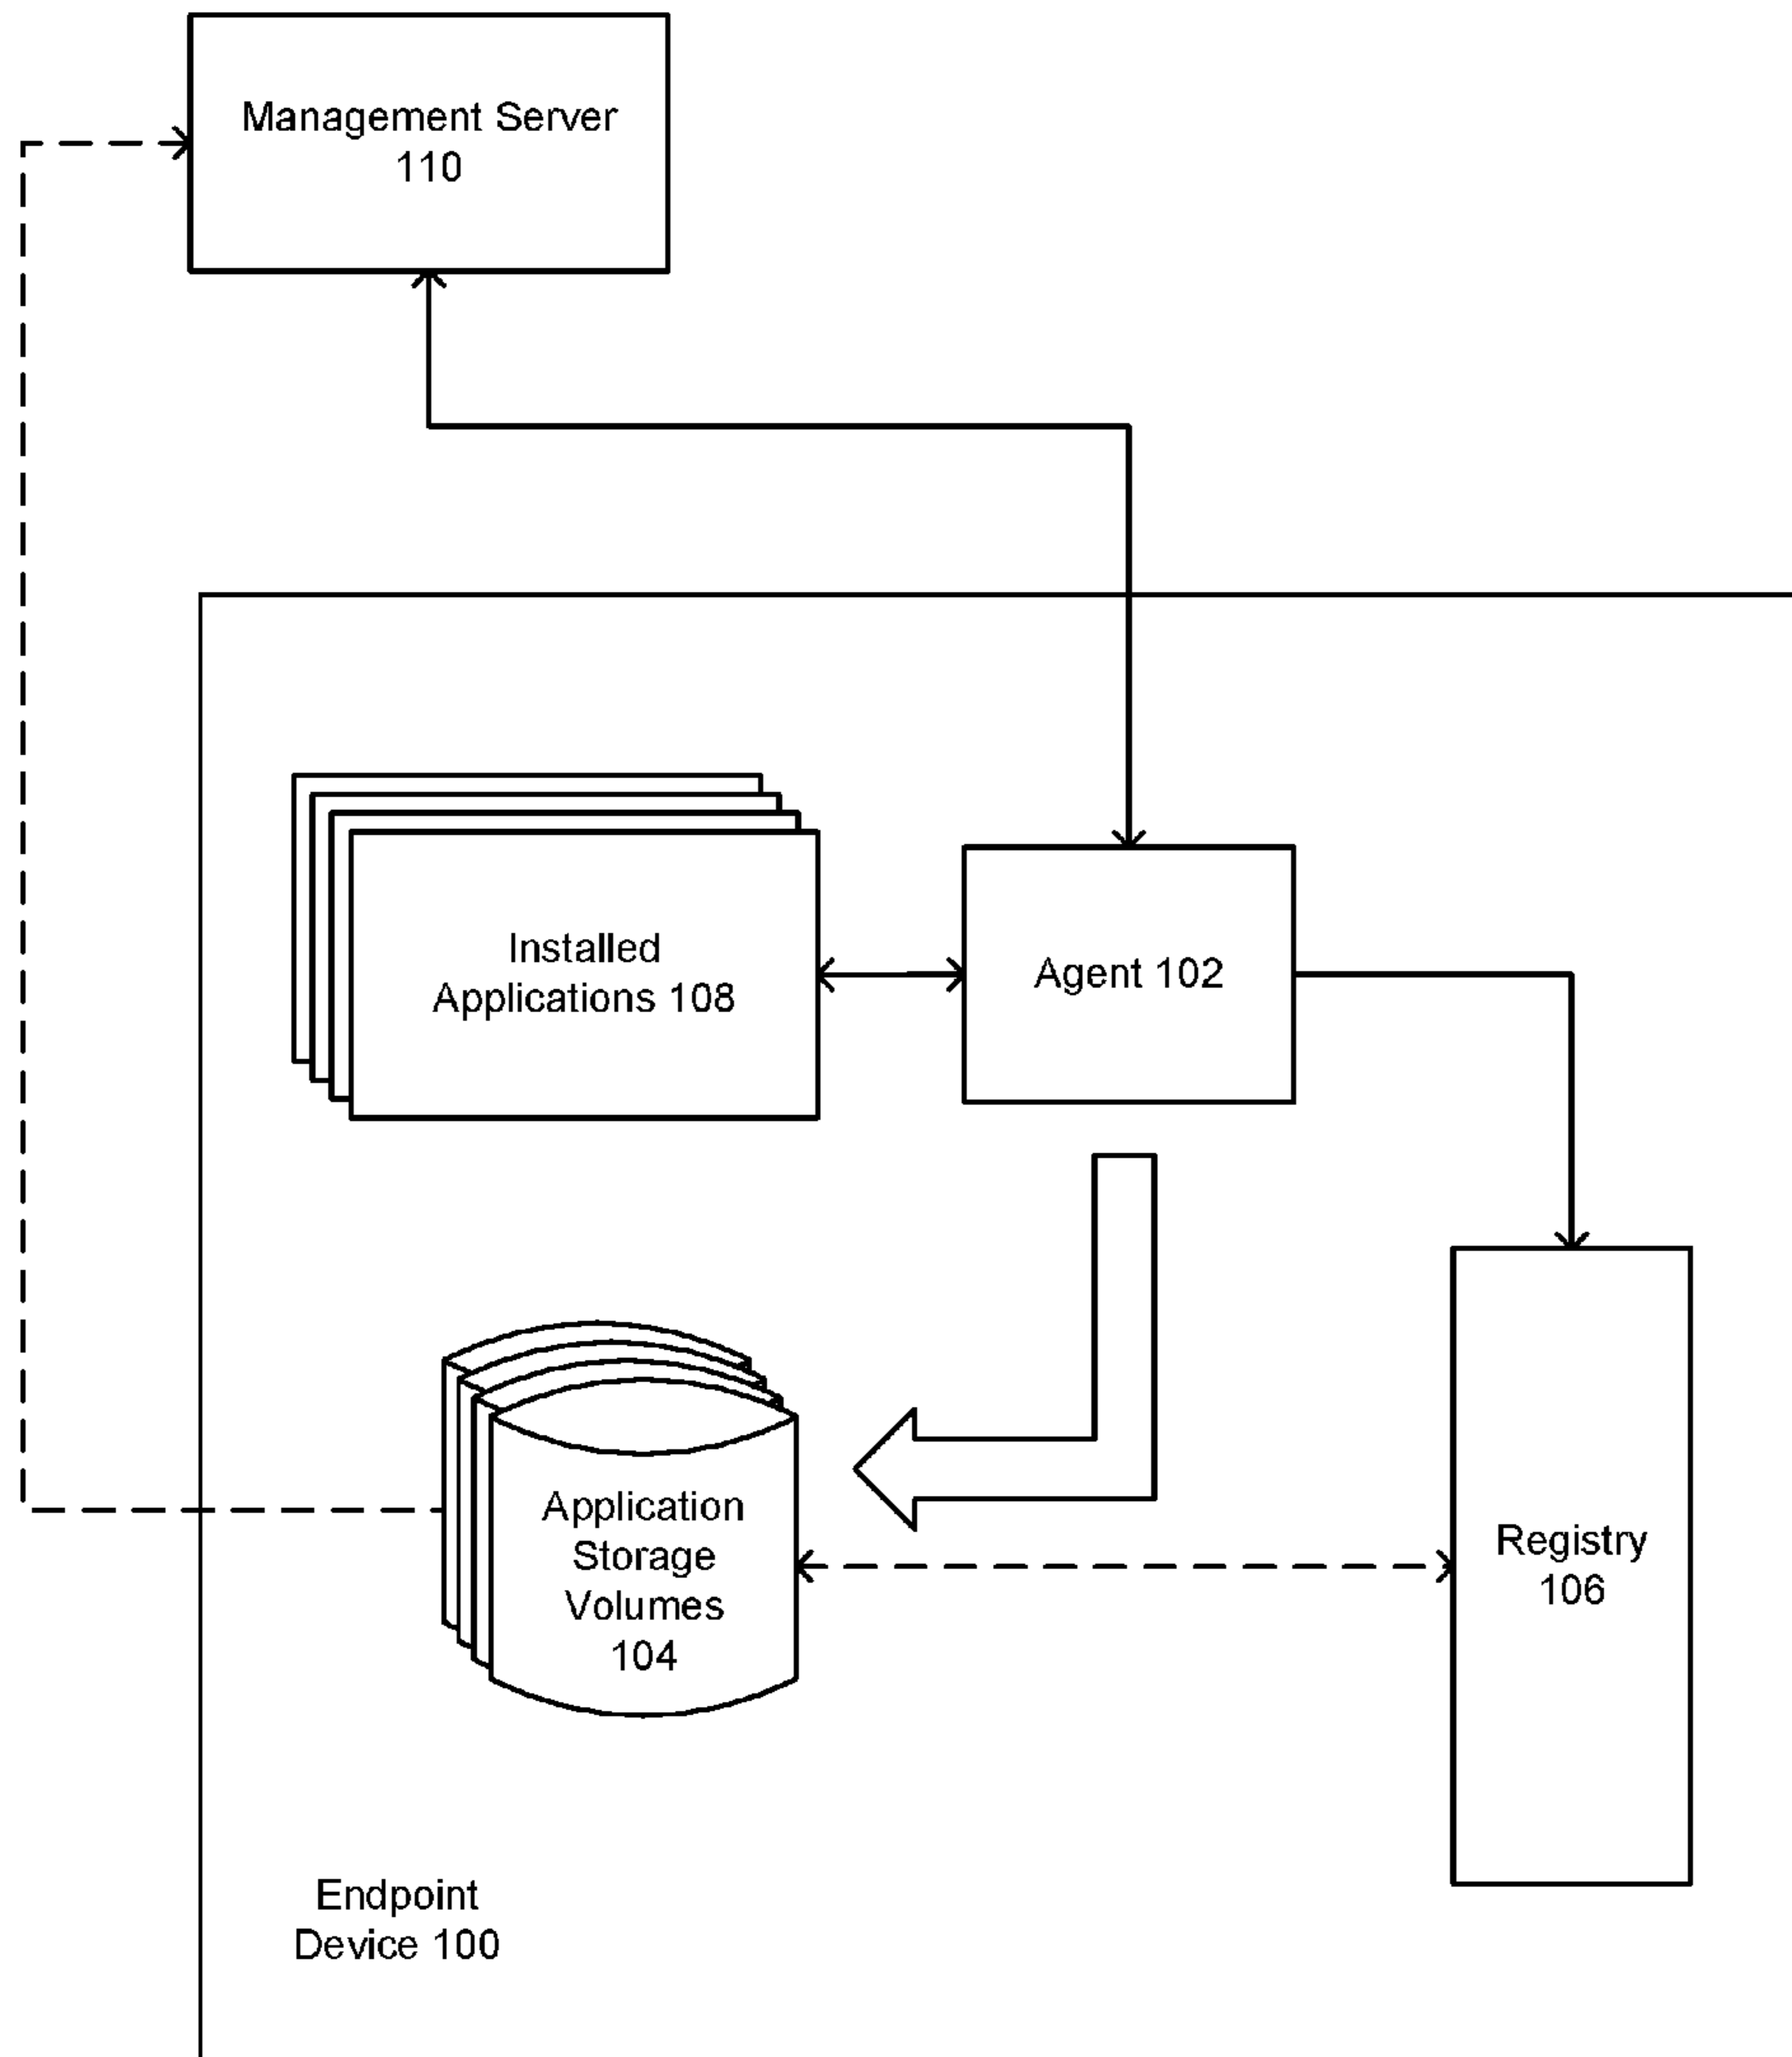 Management Server
110
Installed
Applications 108
Agent 102
Application
Storage
Volumes
104
Registry
106
Endpoint
Device 100